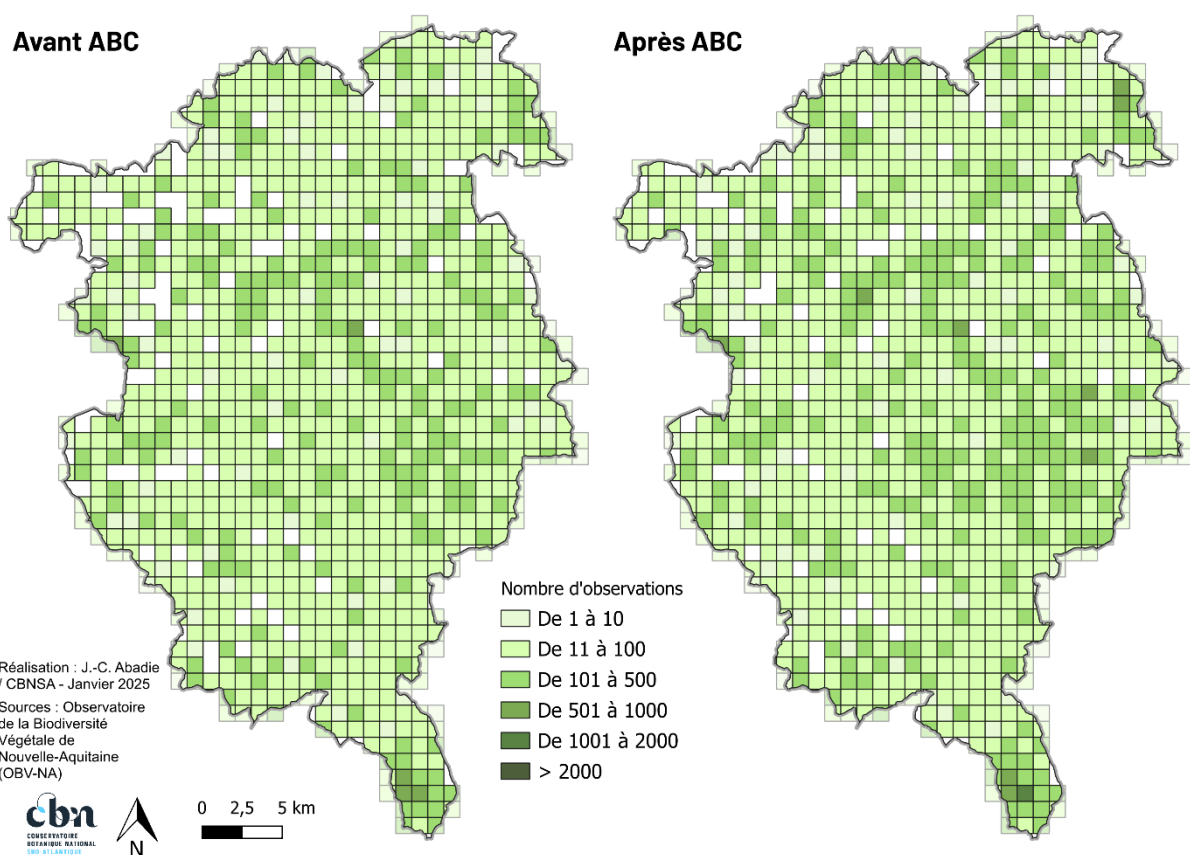 Avant ABC
Après ABC
Nombre d'observations
De 1 à 10
De 11 à 100
De 101 à 500
De 501 à 1000
De 1001 à 2000
> 2000
Réalisation : J.-C. Abadie
/ CBNSA - Janvier 2025
Sources : Observatoire
de la Biodiversité
Végétale de
Nouvelle-Aquitaine
(OBV-NA)
cbn
CONSERVATOIRE
BOTANIQUE NATIONAL
SUD-ATLANTIQUE
N
0 2,5 5 km